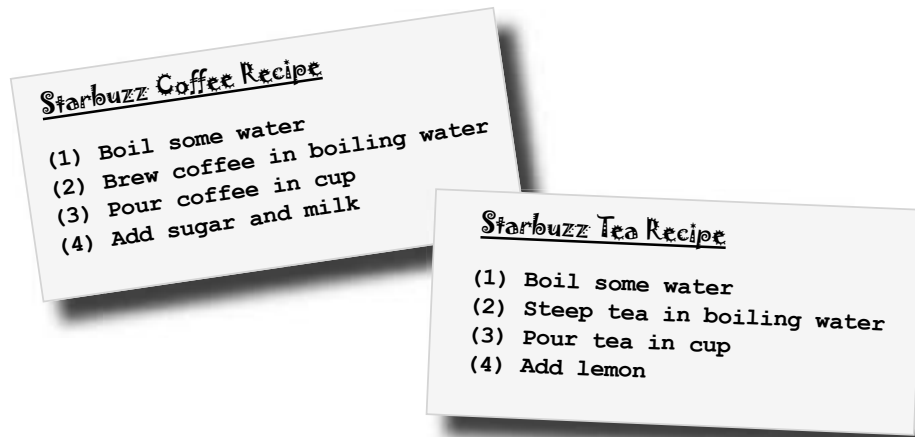 Starbuzz Coffee Recipe
(1) Boil some water
(2) Brew coffee in boiling water
(3) Pour coffee in cup
(4) Add sugar and milk
Starbuzz Tea Recipe
(1) Boil some water
(2) Steep tea in boiling water
(3) Pour tea in cup
(4) Add lemon